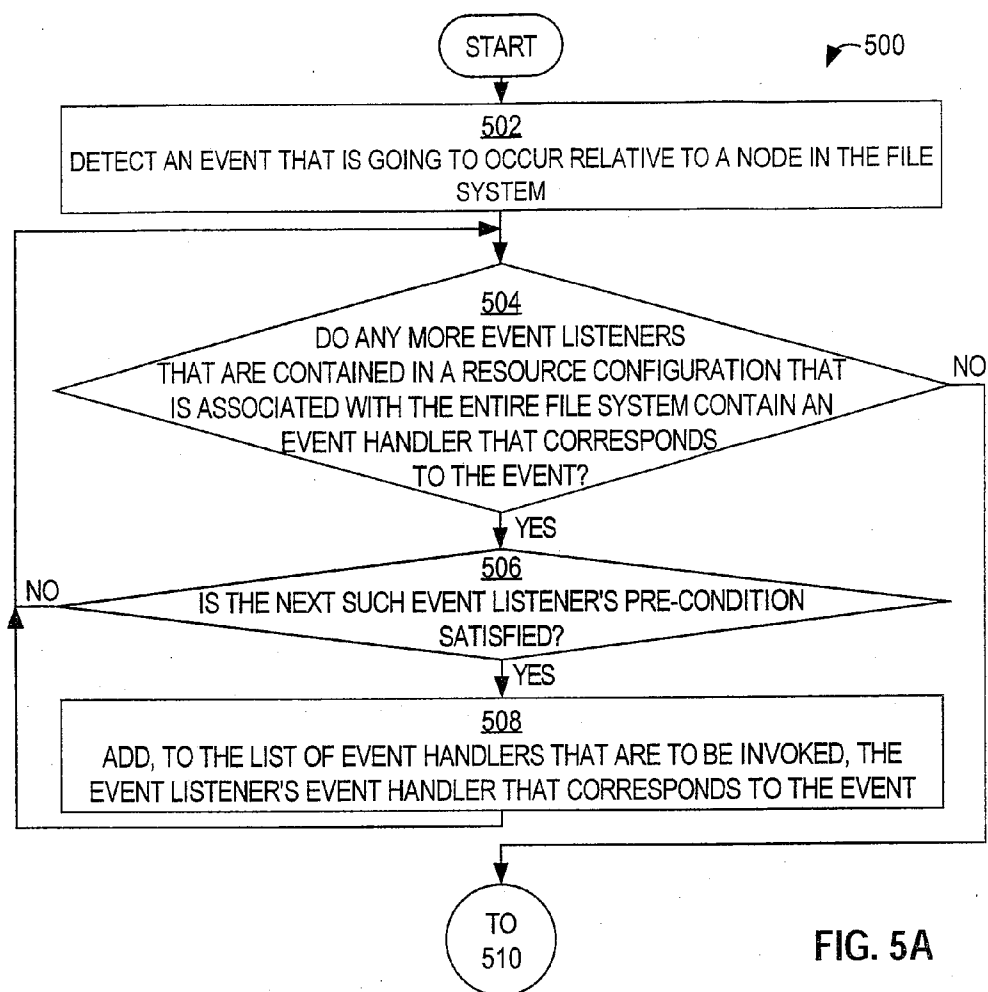 START
500
502
DETECT AN EVENT THAT IS GOING TO OCCUR RELATIVE TO A NODE IN THE FILE
SYSTEM
504
DO ANY MORE EVENT LISTENERS
THAT ARE CONTAINED IN A RESOURCE CONFIGURATION THAT
IS ASSOCIATED WITH THE ENTIRE FILE SYSTEM CONTAIN AN
EVENT HANDLER THAT CORRESPONDS
TO THE EVENT?
NO
YES
506
IS THE NEXT SUCH EVENT LISTENER'S PRE-CONDITION
SATISFIED?
NO
YES
508
ADD, TO THE LIST OF EVENT HANDLERS THAT ARE TO BE INVOKED, THE
EVENT LISTENER'S EVENT HANDLER THAT CORRESPONDS TO THE EVENT
TO
510
FIG. 5A